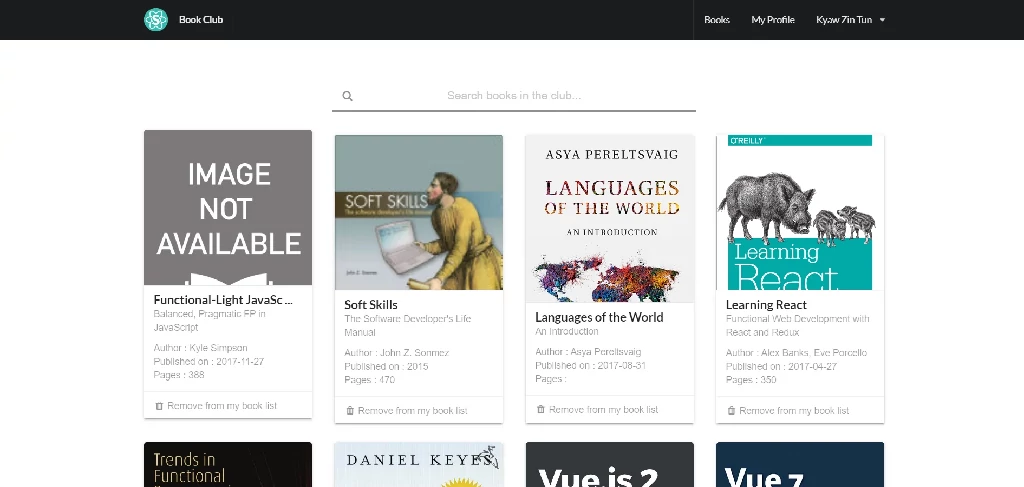 Book Club
Books
My Profile
Kyaw Zin Tun
Search books in the club...
IMAGE
NOT
AVAILABLE
Functional-Light JavaSc ...
Balanced, Pragmatic FP in
JavaScript
Author : Kyle Simpson
Published on : 2017-11-27
Pages : 388
Remove from my book list
SOFT SKILLS
The software developer's life manual
John Z. Sonmez
Soft Skills
The Software Developer's Life
Manual
Author : John Z. Sonmez
Published on : 2015
Pages : 470
Remove from my book list
ASYA PERELTSVAIG
LANGUAGES
OF THE WORLD
AN INTRODUCTION
Languages of the World
An Introduction
Author : Asya Pereltsvaig
Published on : 2017-08-31
Pages :
Remove from my book list
O'REILLY
Learning
React
Learning React
Functional Web Development with
React and Redux
Author : Alex Banks, Eve Porcello
Published on : 2017-04-27
Pages : 350
Remove from my book list
Trends in
Functional
DANIEL KEYES
Vue.js 2